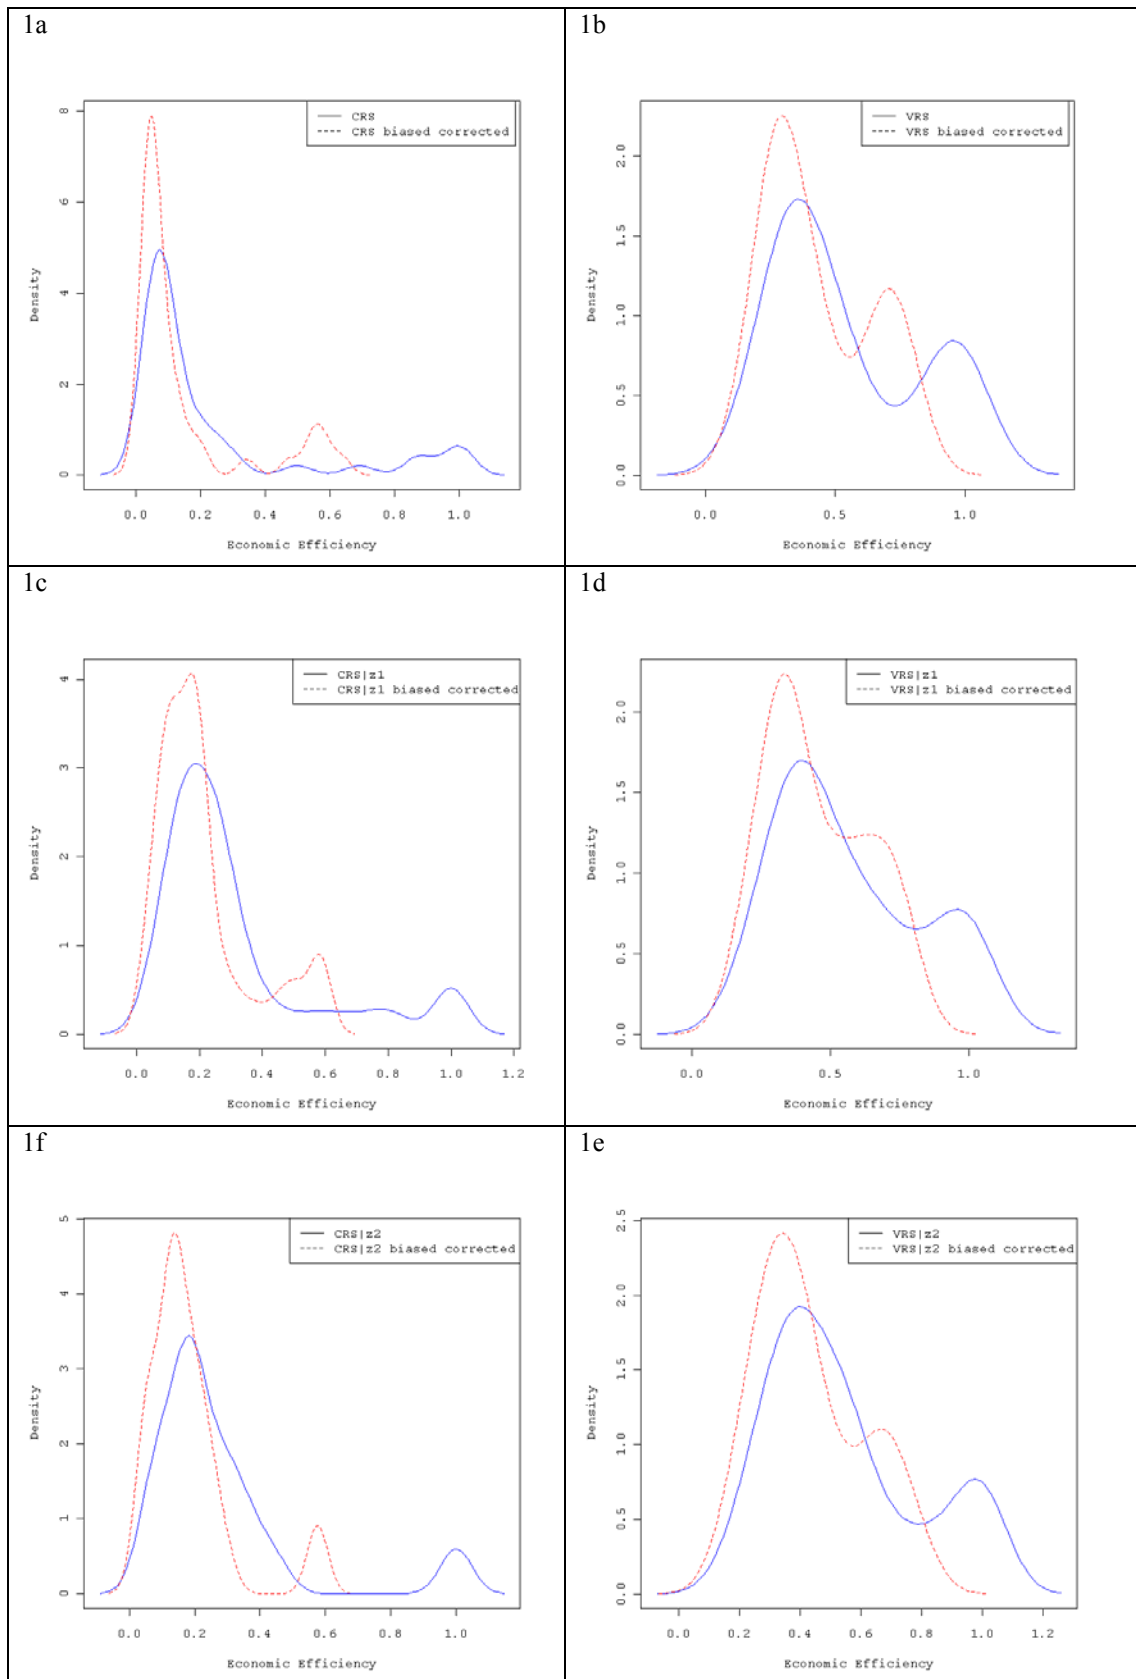 1a
CRS
CRS biased corrected
8
6
4
2
0
Density
0.0 0.2 0.4 0.6 0.8 1.0
Economic Efficiency
1b
VRS
VRS biased corrected
2.0
1.5
1.0
0.5
0.0
Density
0.0 0.5 1.0
Economic Efficiency
1c
CRS|z1
CRS|z1 biased corrected
4
3
2
1
0
Density
0.0 0.2 0.4 0.6 0.8 1.0 1.2
Economic Efficiency
1d
VRS|z1
VRS|z1 biased corrected
2.0
1.5
1.0
0.5
0.0
Density
0.0 0.5 1.0
Economic Efficiency
1f
CRS|z2
CRS|z2 biased corrected
5
4
3
2
1
0
Density
0.0 0.2 0.4 0.6 0.8 1.0
Economic Efficiency
1e
VRS|z2
VRS|z2 biased corrected
2.5
2.0
1.5
1.0
0.5
0.0
Density
0.0 0.2 0.4 0.6 0.8 1.0 1.2
Economic Efficiency